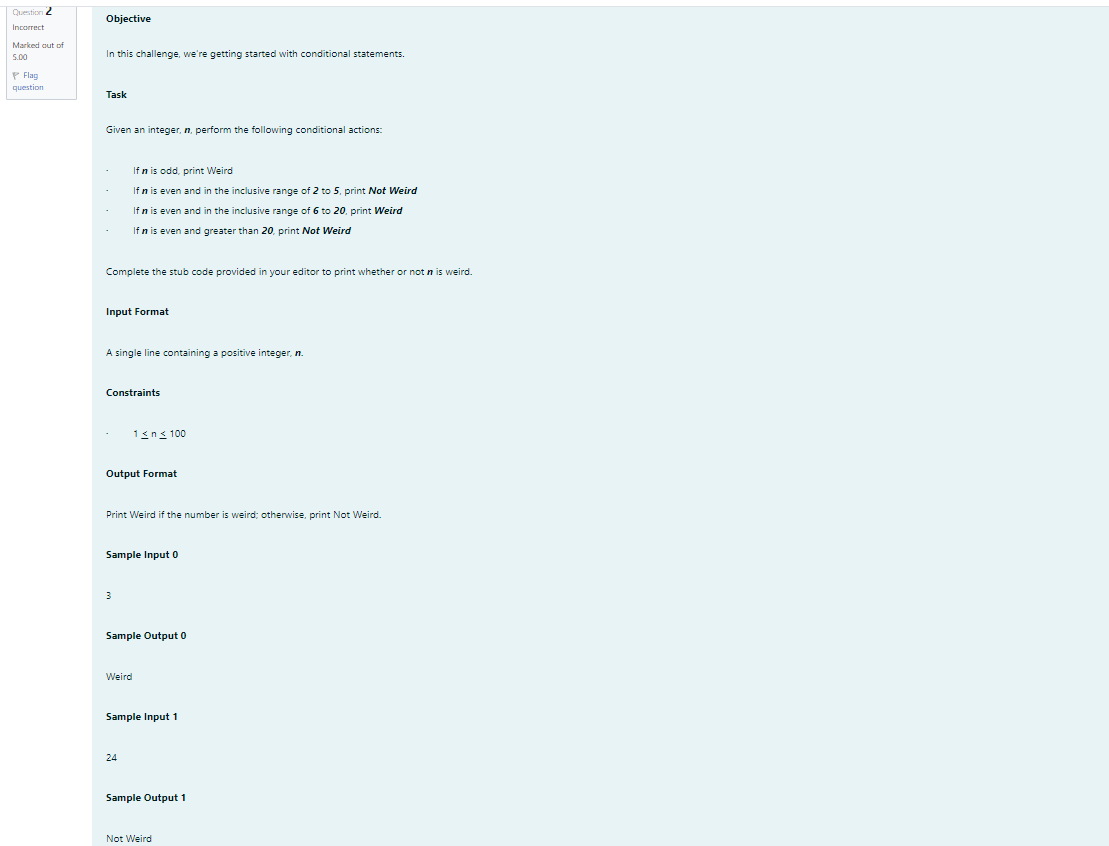 Question 2
Incorrect
Marked out of
5.00
Flag
question
Objective
In this challenge, we're getting started with conditional statements.
Task
Given an integer, n, perform the following conditional actions:
· If n is odd, print Weird
· If n is even and in the inclusive range of 2 to 5, print Not Weird
· If n is even and in the inclusive range of 6 to 20, print Weird
· If n is even and greater than 20, print Not Weird
Complete the stub code provided in your editor to print whether or not n is weird.
Input Format
A single line containing a positive integer, n.
Constraints
· 1 ≤ n ≤ 100
Output Format
Print Weird if the number is weird; otherwise, print Not Weird.
Sample Input 0
3
Sample Output 0
Weird
Sample Input 1
24
Sample Output 1
Not Weird